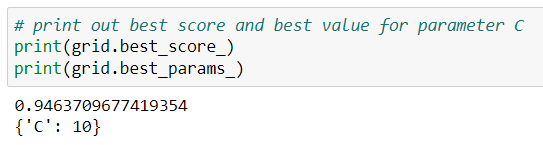 # print out best score and best value for parameter C
print(grid.best_score_)
print(grid.best_params_)
0.9463709677419354
{'C': 10}